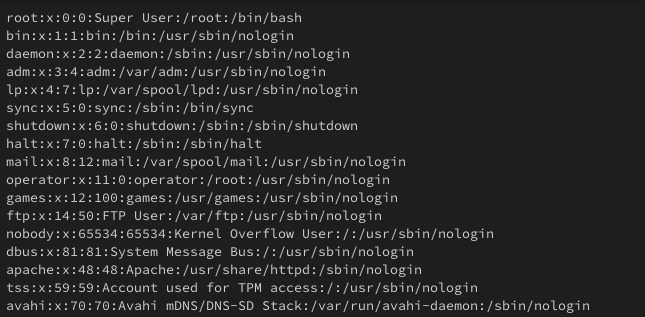 root:x:0:0:Super User:/root:/bin/bash
bin:x:1:1:bin:/bin:/usr/sbin/nologin
daemon:x:2:2:daemon:/sbin:/usr/sbin/nologin
adm:x:3:4:adm:/var/adm:/usr/sbin/nologin
lp:x:4:7:lp:/var/spool/lpd:/usr/sbin/nologin
sync:x:5:0:sync:/sbin:/bin/sync
shutdown:x:6:0:shutdown:/sbin:/sbin/shutdown
halt:x:7:0:halt:/sbin:/sbin/halt
mail:x:8:12:mail:/var/spool/mail:/usr/sbin/nologin
operator:x:11:0:operator:/root:/usr/sbin/nologin
games:x:12:100:games:/usr/games:/usr/sbin/nologin
ftp:x:14:50:FTP User:/var/ftp:/usr/sbin/nologin
nobody:x:65534:65534:Kernel Overflow User:/:/usr/sbin/nologin
dbus:x:81:81:System Message Bus:/:/usr/sbin/nologin
apache:x:48:48:Apache:/usr/share/httpd:/sbin/nologin
tss:x:59:59:Account used for TPM access:/:/usr/sbin/nologin
avahi:x:70:70:Avahi mDNS/DNS-SD Stack:/var/run/avahi-daemon:/sbin/nologin